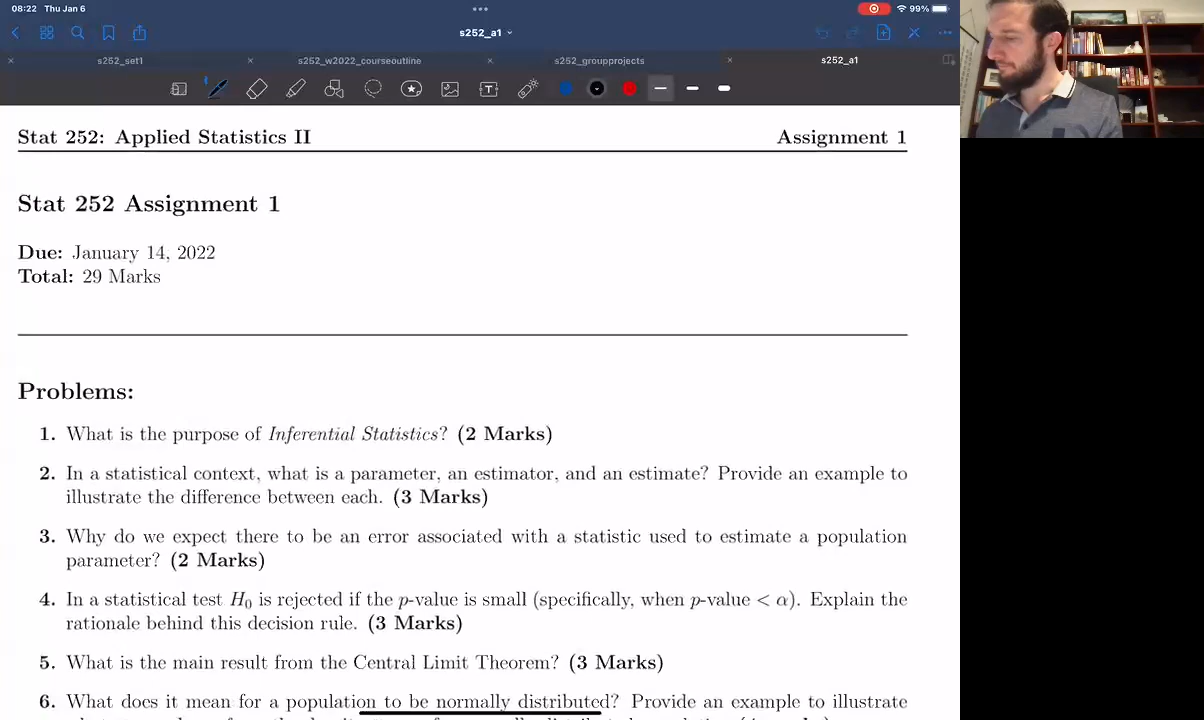 08:22 Thu Jan 6
99%
s252_a1
s252_set1
s252_w2022_courseoutline
s252_groupprojects
s252_a1
Stat 252: Applied Statistics II Assignment 1
Stat 252 Assignment 1
Due: January 14, 2022
Total: 29 Marks
Problems:
1. What is the purpose of Inferential Statistics? (2 Marks)
2. In a statistical context, what is a parameter, an estimator, and an estimate? Provide an example to
illustrate the difference between each. (3 Marks)
3. Why do we expect there to be an error associated with a statistic used to estimate a population
parameter? (2 Marks)
4. In a statistical test H₀ is rejected if the p-value is small (specifically, when p-value < α). Explain the
rationale behind this decision rule. (3 Marks)
5. What is the main result from the Central Limit Theorem? (3 Marks)
6. What does it mean for a population to be normally distributed? Provide an example to illustrate